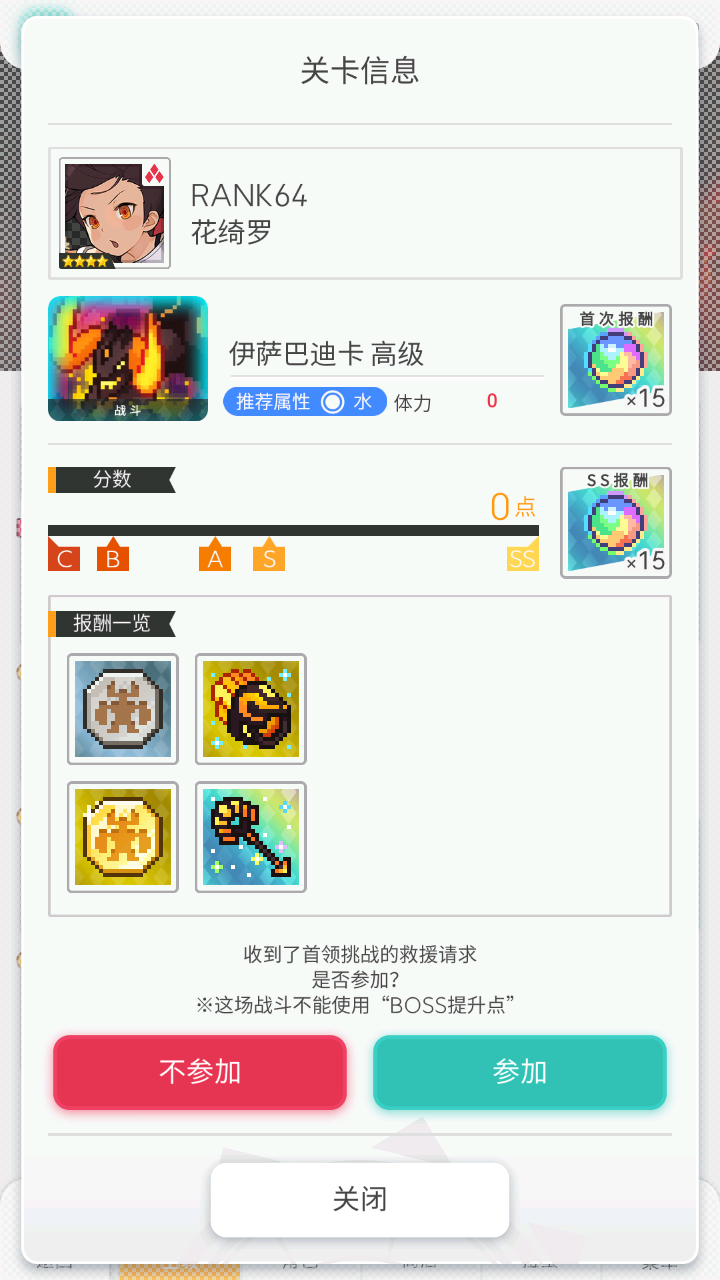 关卡信息
RANK64
花绮罗
首次报酬
×15
伊萨巴迪卡 高级
战斗
推荐属性 水 体力 0
分数
0点
SS报酬
×15
C B A S SS
报酬一览
收到了首领挑战的救援请求
是否参加?
※这场战斗不能使用“BOSS提升点”
不参加 参加
关闭